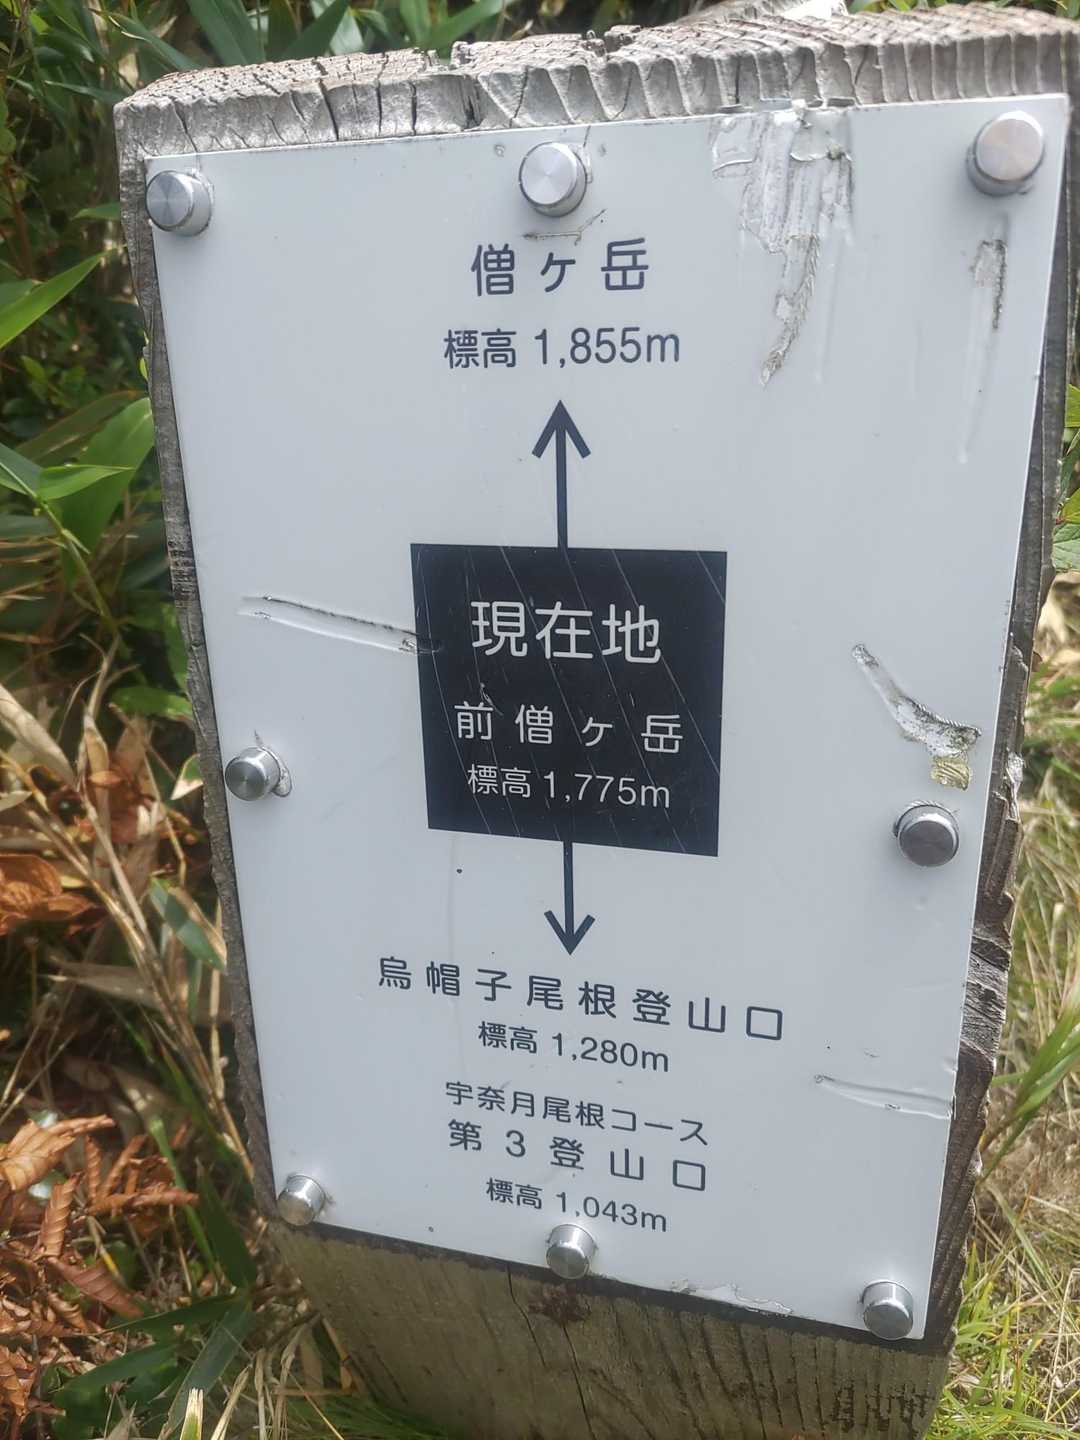 僧ヶ岳
標高 1,855m
現在地
前僧ヶ岳
標高 1,775m
烏帽子尾根登山口
標高 1,280m
宇奈月尾根コース
第3登山口
標高 1,043m